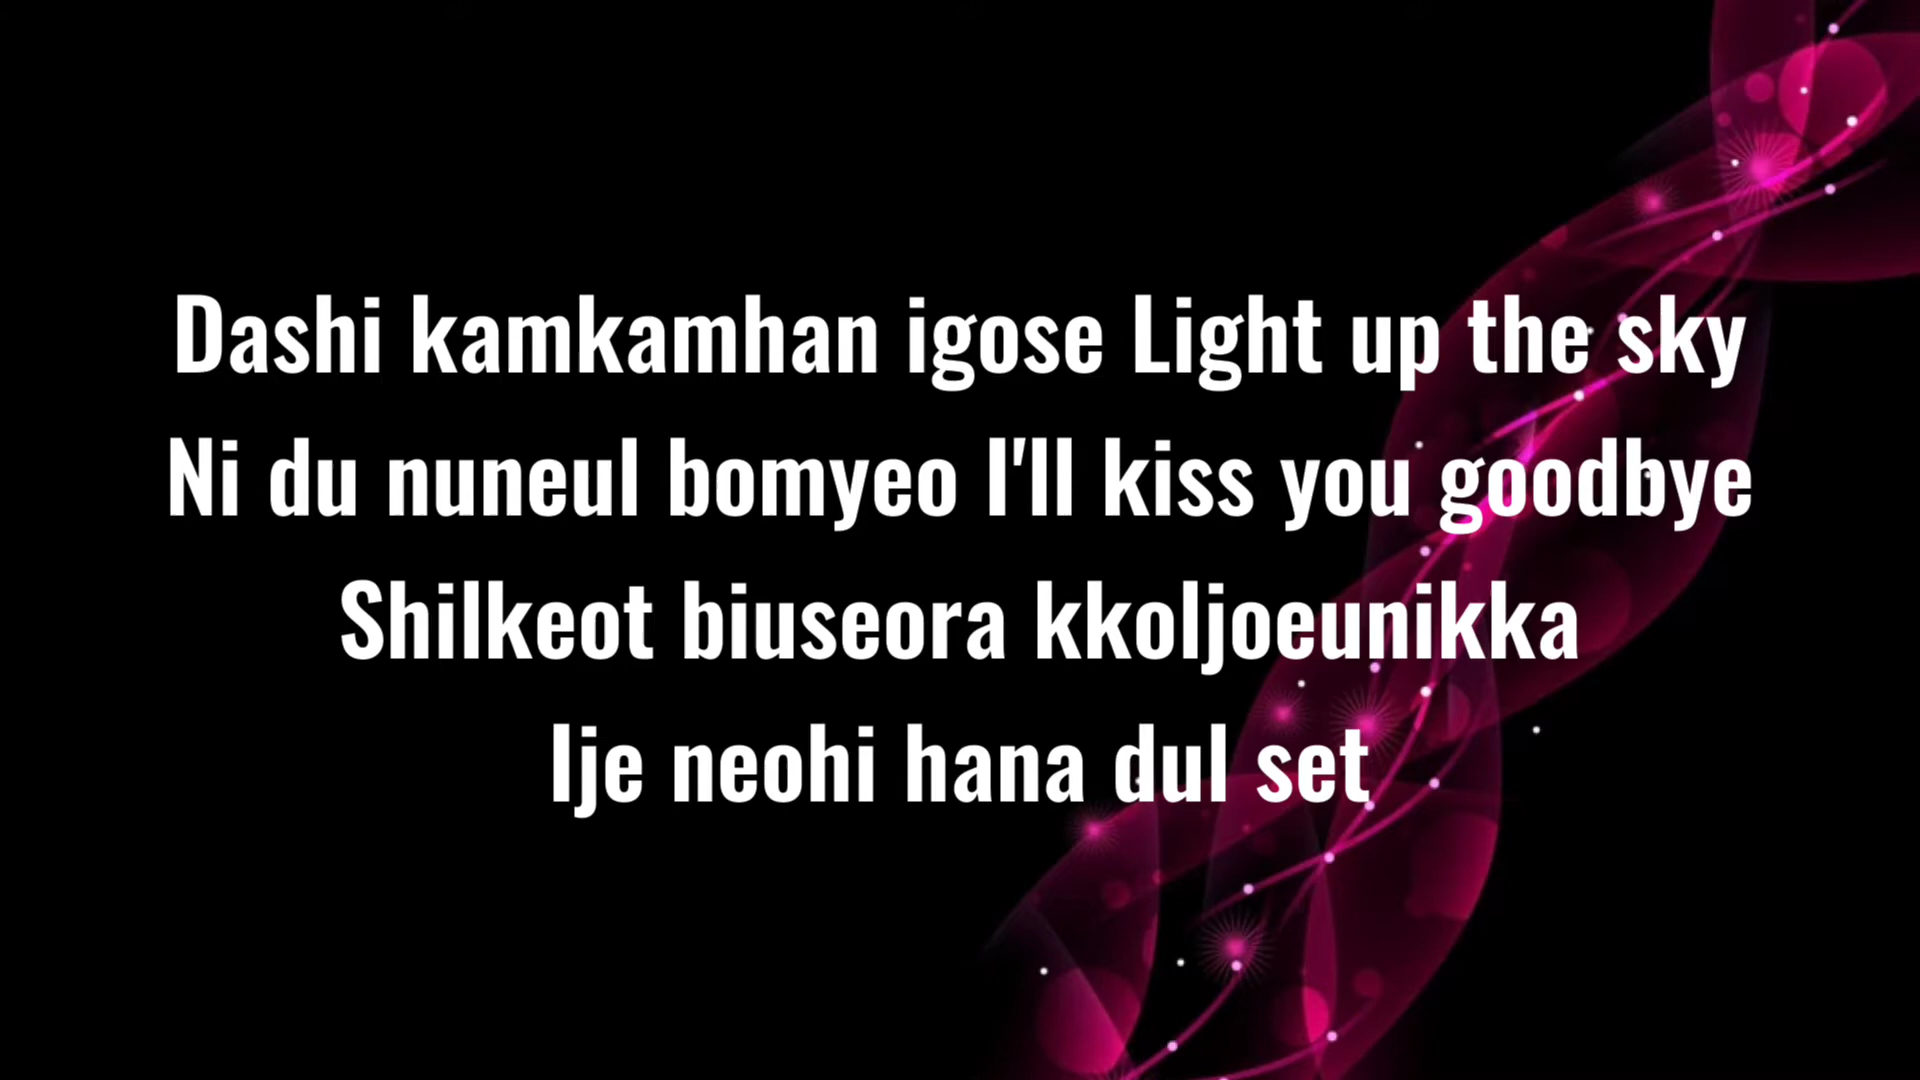 Dashi kamkamhan igose Light up the sky
Ni du nuneul bomyeo I'll kiss you goodbye
Shilkeot biuseora kkoljoeunikka
Ije neohi hana dul set